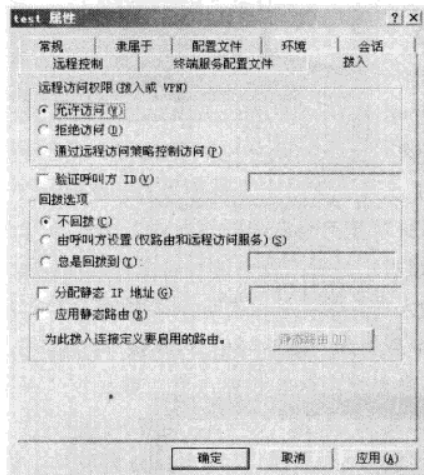 test 属性
常规 隶属于 配置文件 环境 会话
远程控制 终端服务配置文件 拨入
远程访问权限(拨入或 VPN)
允许访问(W)
拒绝访问(D)
通过远程访问策略控制访问(P)
验证呼叫方 ID(V):
回拨选项
不回拨(C)
由呼叫方设置(仅路由和远程访问服务)(S)
总是回拨到(Y):
分配静态 IP 地址(G)
应用静态路由(R)
为此拨入连接定义要启用的路由。 静态路由(U)
确定 取消 应用(A)